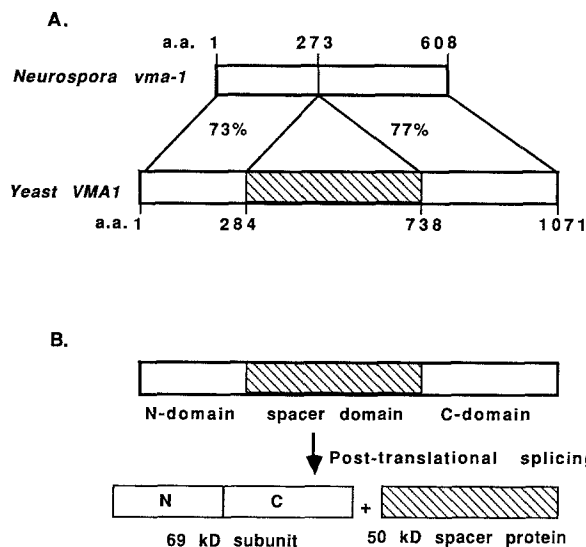 A.
a.a. 1 273 608
Neurospora vma-1
73% 77%
Yeast VMA1
a.a. 1 284 738 1071
B.
N-domain spacer domain C-domain
Post-translational splicing
N C +
69 kD subunit 50 kD spacer protein